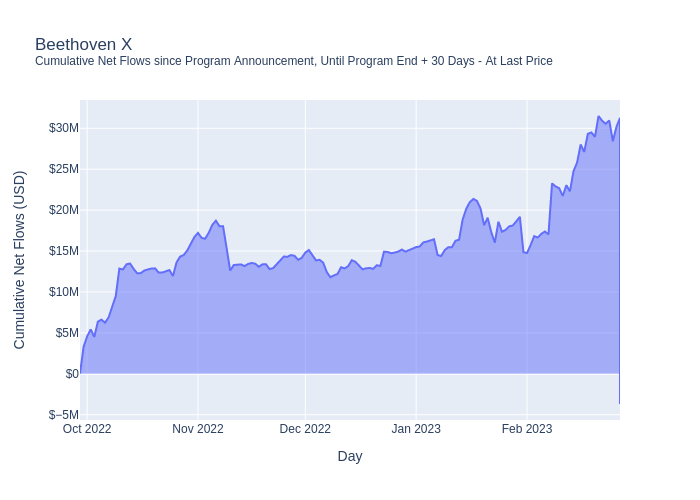 Beethoven X
Cumulative Net Flows since Program Announcement, Until Program End + 30 Days - At Last Price
Cumulative Net Flows (USD)
$30M
$25M
$20M
$15M
$10M
$5M
$0
$−5M
Oct 2022
Nov 2022
Dec 2022
Jan 2023
Feb 2023
Day